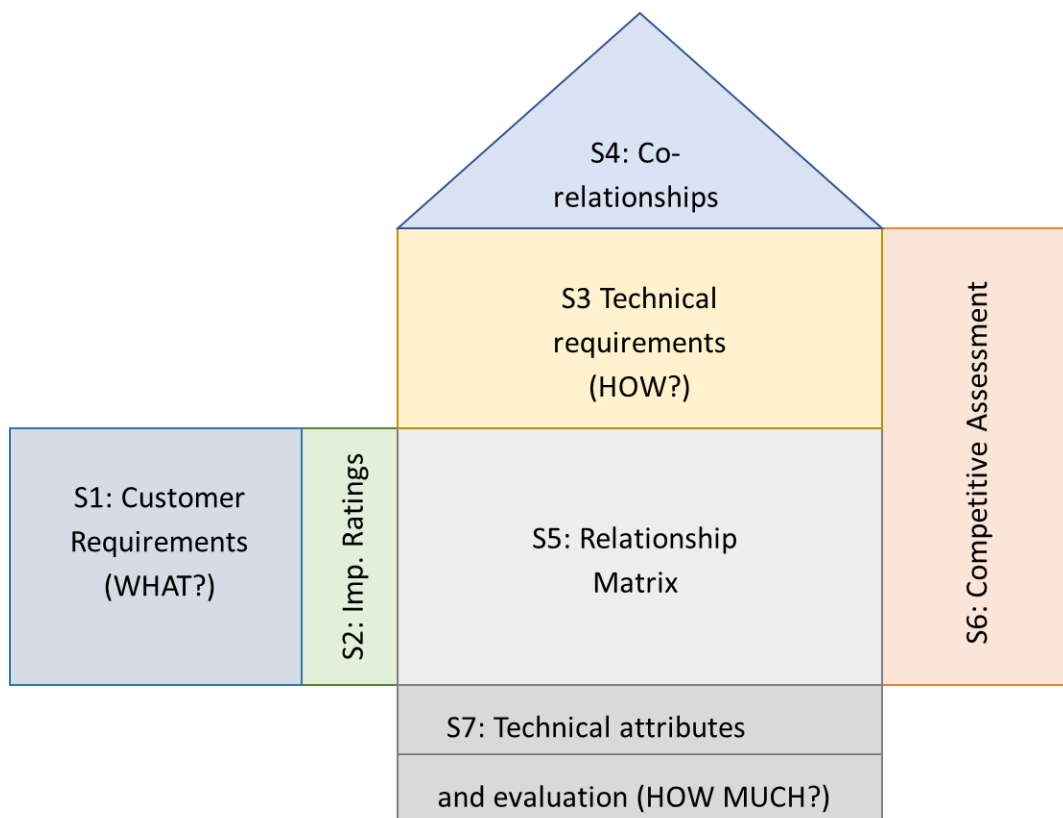 S4: Co-
relationships
S3 Technical
requirements
(HOW?)
S1: Customer
Requirements
(WHAT?)
S2: Imp. Ratings
S5: Relationship
Matrix
S6: Competitive Assessment
S7: Technical attributes
and evaluation (HOW MUCH?)